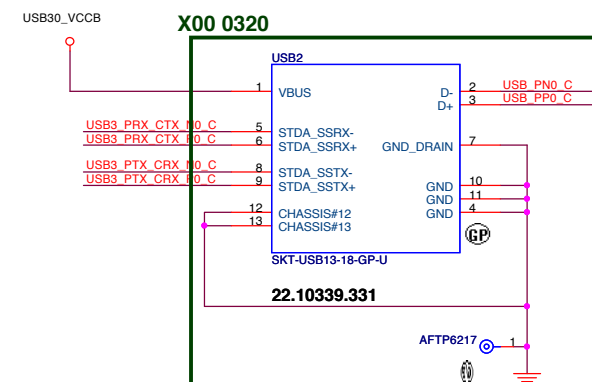 USB30_VCCB
X00 0320
USB2
1 VBUS
D- 2 USB_PN0_C
D+ 3 USB_PP0_C
USB3_PRX_CTX_N0_C 5 STDA_SSRX-
USB3_PRX_CTX_P0_C 6 STDA_SSRX+
GND_DRAIN 7
USB3_PTX_CRX_N0_C 8 STDA_SSTX-
USB3_PTX_CRX_P0_C 9 STDA_SSTX+
GND 10
GND 11
GND 4
12 CHASSIS#12
13 CHASSIS#13
GP
SKT-USB13-18-GP-U
22.10339.331
AFTP6217 1